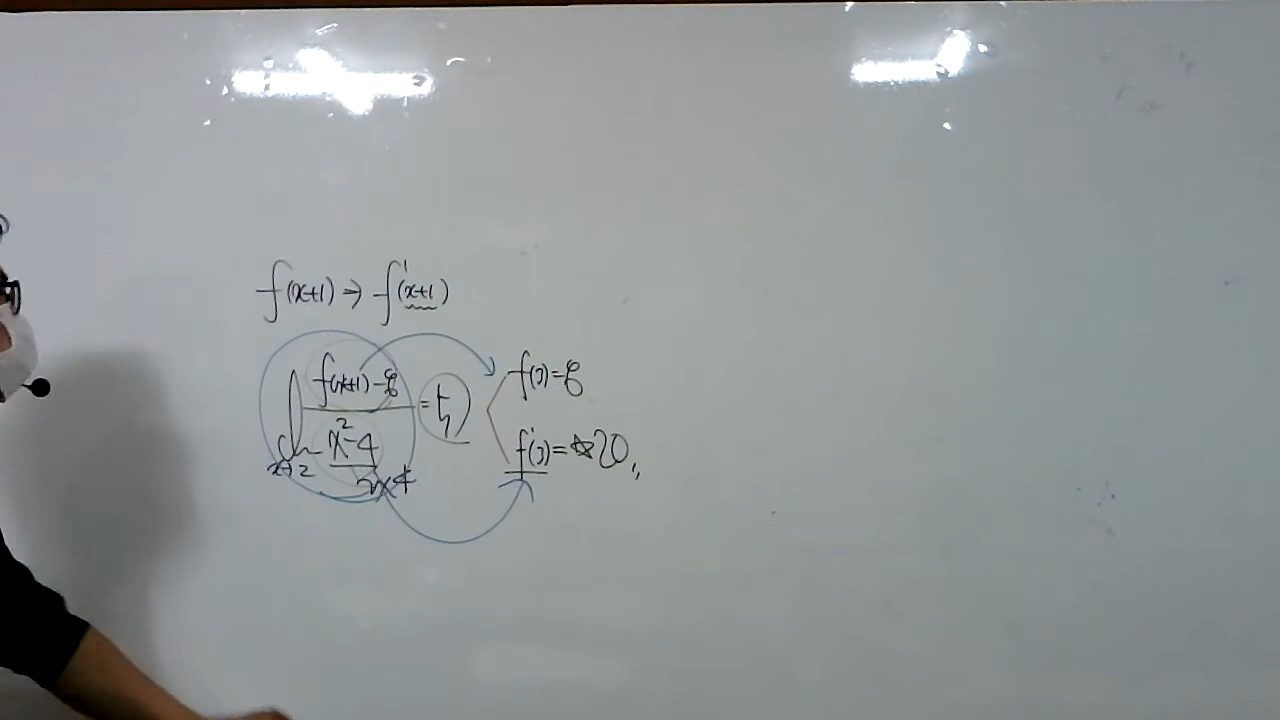 f(x+1) ⇒ f'(x+1)
lim x→2 f(x+1)-8 / x²-4 = 5
2x 4
f(3)=8
f'(3)=20,,